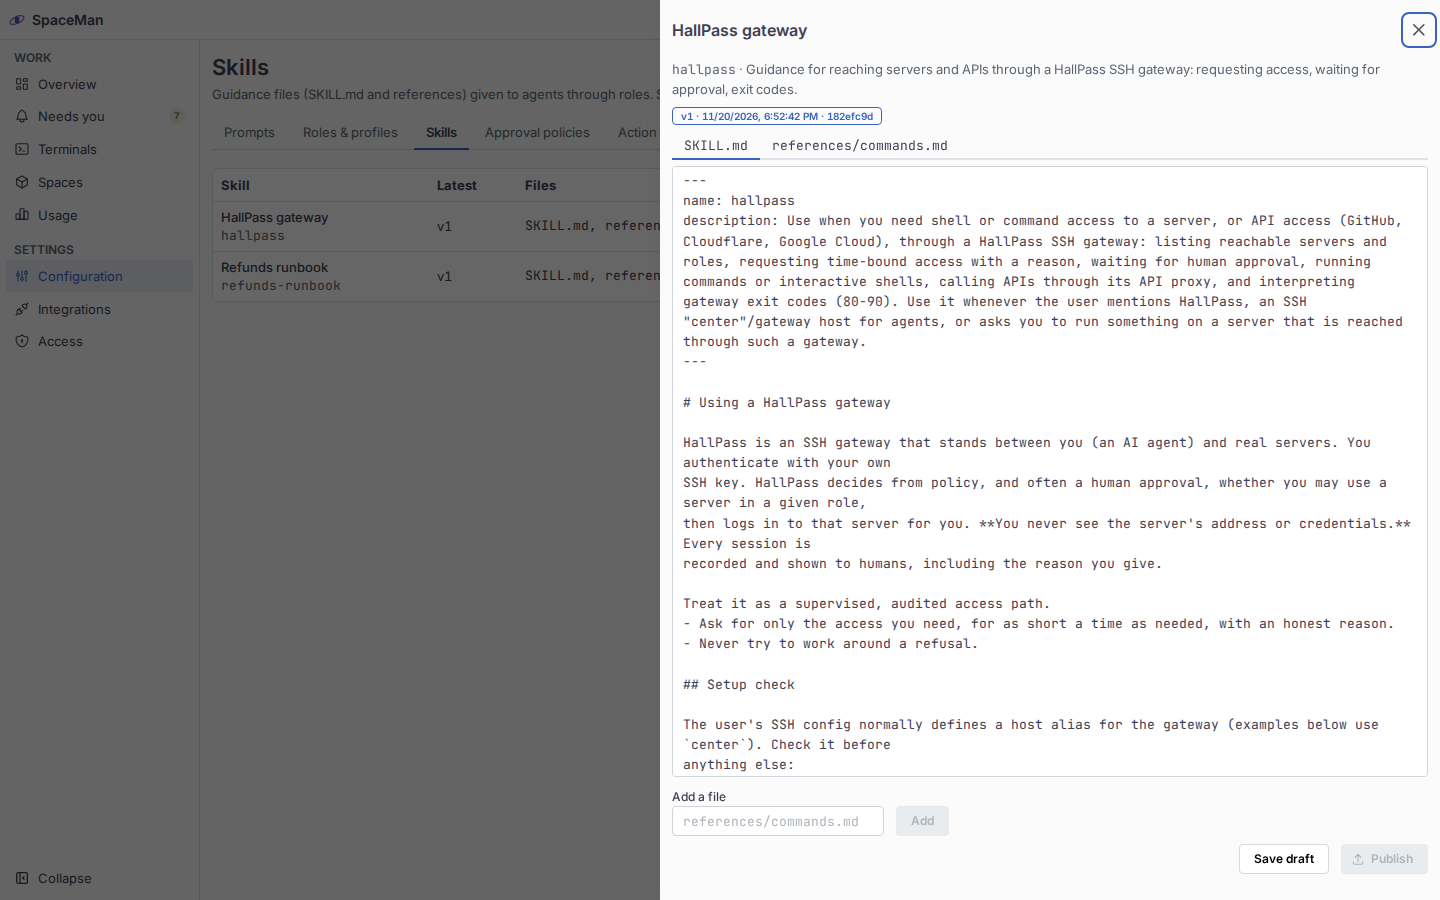 SpaceMan
WORK
Overview
Needs you
7
Terminals
Spaces
Usage
SETTINGS
Configuration
Integrations
Access
Collapse
Skills
Guidance files (SKILL.md and references) given to agents through roles. S
Prompts
Roles & profiles
Skills
Approval policies
Action
Skill
Latest
Files
HallPass gateway
hallpass
v1
SKILL.md, referen
Refunds runbook
refunds-runbook
v1
SKILL.md, referen
HallPass gateway
hallpass · Guidance for reaching servers and APIs through a HallPass SSH gateway: requesting access, waiting for
approval, exit codes.
v1 · 11/20/2026, 6:52:42 PM · 182efc9d
SKILL.md
references/commands.md
---
name: hallpass
description: Use when you need shell or command access to a server, or API access (GitHub,
Cloudflare, Google Cloud), through a HallPass SSH gateway: listing reachable servers and
roles, requesting time-bound access with a reason, waiting for human approval, running
commands or interactive shells, calling APIs through its API proxy, and interpreting
gateway exit codes (80-90). Use it whenever the user mentions HallPass, an SSH
"center"/gateway host for agents, or asks you to run something on a server that is reached
through such a gateway.
---
# Using a HallPass gateway
HallPass is an SSH gateway that stands between you (an AI agent) and real servers. You
authenticate with your own
SSH key. HallPass decides from policy, and often a human approval, whether you may use a
server in a given role,
then logs in to that server for you. **You never see the server's address or credentials.**
Every session is
recorded and shown to humans, including the reason you give.
Treat it as a supervised, audited access path.
- Ask for only the access you need, for as short a time as needed, with an honest reason.
- Never try to work around a refusal.
## Setup check
The user's SSH config normally defines a host alias for the gateway (examples below use
`center`). Check it before
anything else:
Add a file
references/commands.md
Add
Save draft
Publish